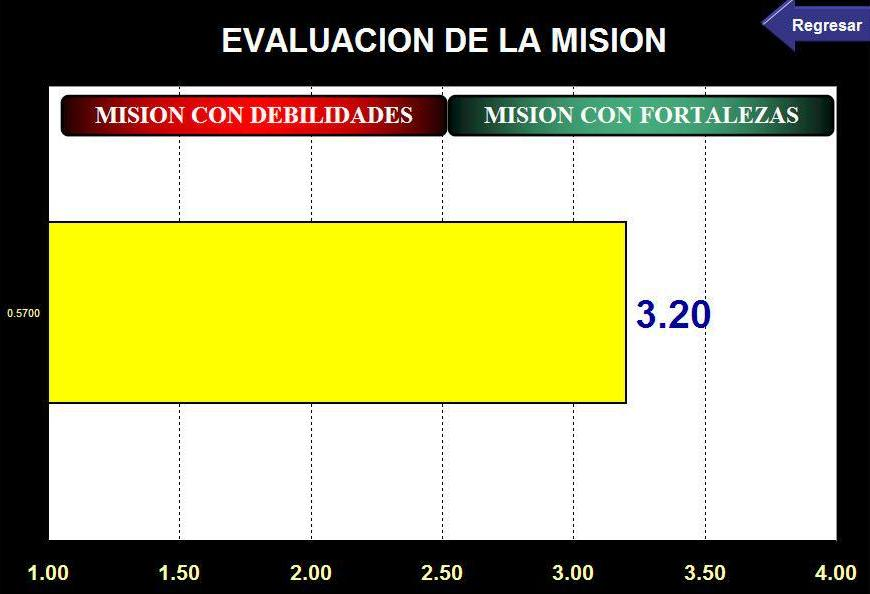 EVALUACION DE LA MISION
Regresar
MISION CON DEBILIDADES
MISION CON FORTALEZAS
0.5700
3.20
1.00 1.50 2.00 2.50 3.00 3.50 4.00